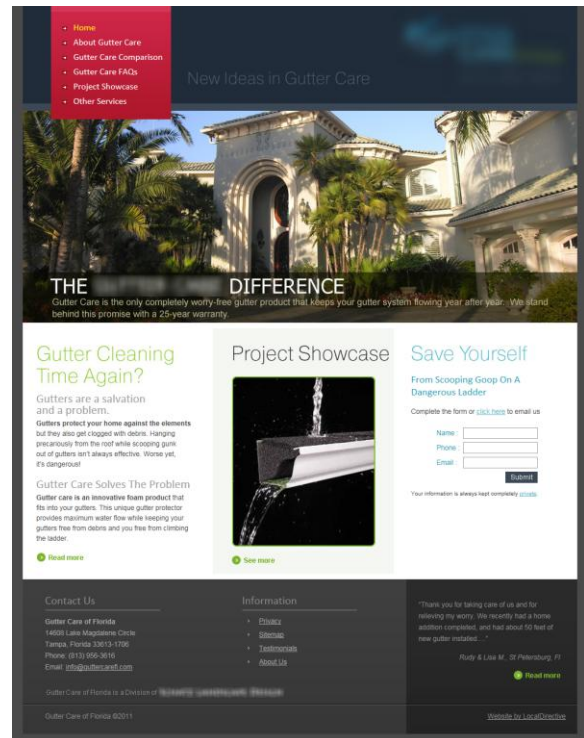 Home
About Gutter Care
Gutter Care Comparison
Gutter Care FAQs
Project Showcase
Other Services
New Ideas in Gutter Care
THE DIFFERENCE
Gutter Care is the only completely worry-free gutter product that keeps your gutter system flowing year after year. We stand
behind this promise with a 25-year warranty.
Gutter Cleaning
Time Again?
Gutters are a salvation
and a problem.
Gutters protect your home against the elements
but they also get clogged with debris. Hanging
precariously from the roof while scooping gunk
out of gutters isn't always effective. Worse yet,
it's dangerous!
Gutter Care Solves The Problem
Gutter care is an innovative foam product that
fits into your gutters. This unique gutter protector
provides maximum water flow while keeping your
gutters free from debris and you free from climbing
the ladder.
Read more
Project Showcase
See more
Save Yourself
From Scooping Goop On A
Dangerous Ladder
Complete the form or click here to email us
Name :
Phone :
Email :
Submit
Your information is always kept completely private.
Contact Us
Gutter Care of Florida
14600 Lake Magdalene Circle
Tampa, Florida 33613-1706
Phone: (813) 956-3616
Email: info@guttercarefl.com
Gutter Care of Florida is a Division of
Information
Privacy
Sitemap
Testimonials
About Us
"Thank you for taking care of us and for
relieving my worry. We recently had a home
addition completed, and had about 50 feet of
new gutter installed...."
Rudy & Lisa M., St Petersburg, Fl
Read more
Gutter Care of Florida ©2011
Website by LocalDirective